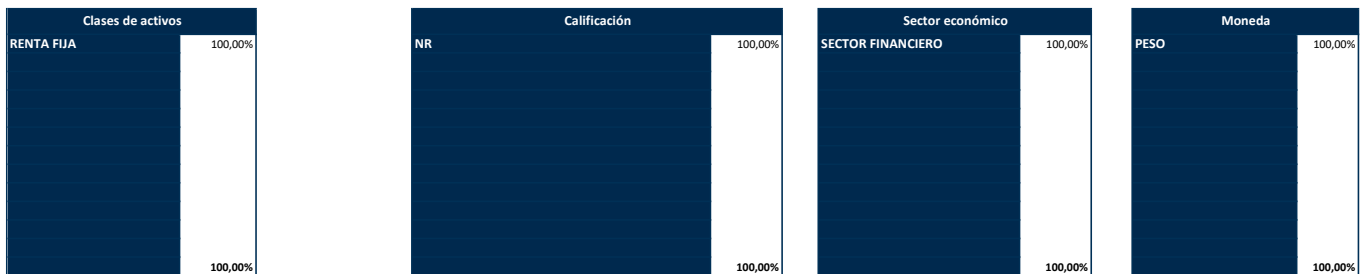 Clases de activos
RENTA FIJA 100,00%
100,00%
Calificación
NR 100,00%
100,00%
Sector económico
SECTOR FINANCIERO 100,00%
100,00%
Moneda
PESO 100,00%
100,00%